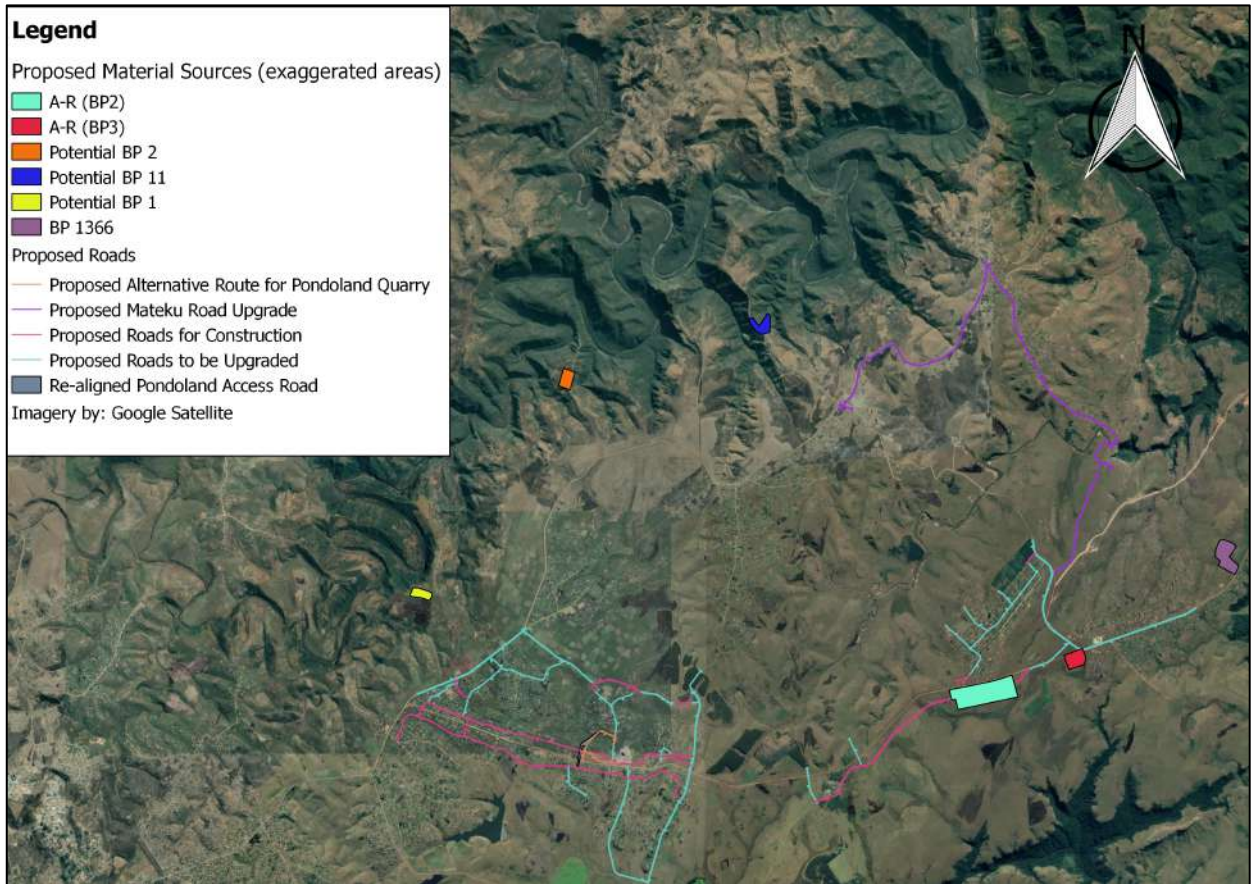 Legend
Proposed Material Sources (exaggerated areas)
A-R (BP2)
A-R (BP3)
Potential BP 2
Potential BP 11
Potential BP 1
BP 1366
Proposed Roads
Proposed Alternative Route for Pondoland Quarry
Proposed Mateku Road Upgrade
Proposed Roads for Construction
Proposed Roads to be Upgraded
Re-aligned Pondoland Access Road
Imagery by: Google Satellite
N